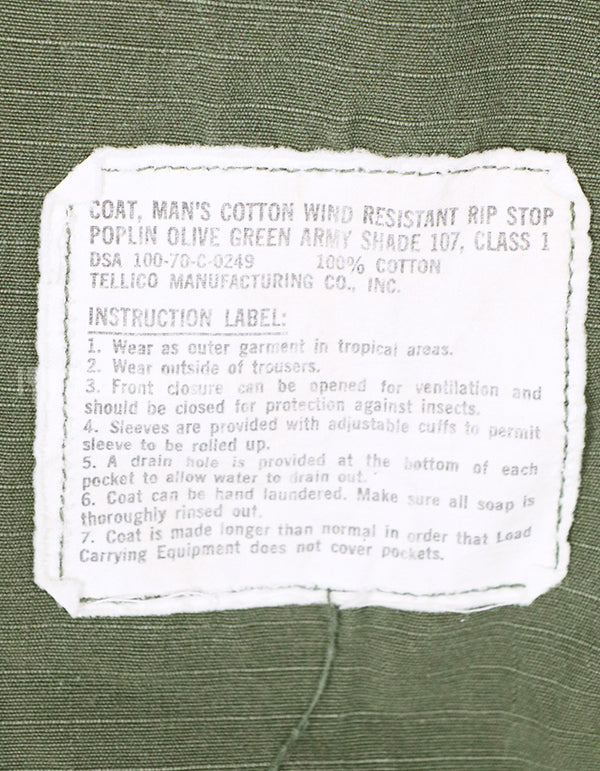 COAT, MAN'S COTTON WIND RESISTANT RIP STOP
POPLIN OLIVE GREEN ARMY SHADE 107, CLASS 1
DSA 100-70-C-0249 100% COTTON
TELLICO MANUFACTURING CO., INC.
INSTRUCTION LABEL:
1. Wear as outer garment in tropical areas.
2. Wear outside of trousers.
3. Front closure can be opened for ventilation and
should be closed for protection against insects.
4. Sleeves are provided with adjustable cuffs to permit
sleeve to be rolled up.
5. A drain hole is provided at the bottom of each
pocket to allow water to drain out.
6. Coat can be hand laundered. Make sure all soap is
thoroughly rinsed out.
7. Coat is made longer than normal in order that Load
Carrying Equipment does not cover pockets.